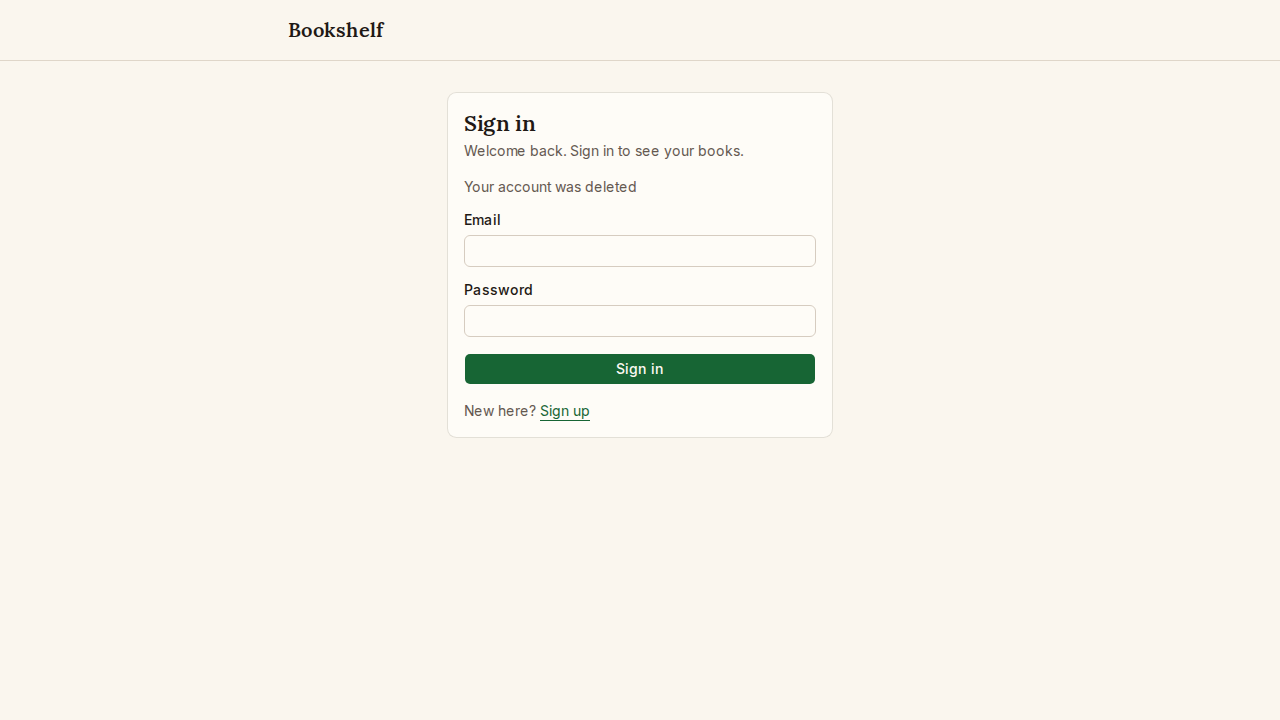 Bookshelf
Sign in
Welcome back. Sign in to see your books.
Your account was deleted
Email
Password
Sign in
New here? Sign up